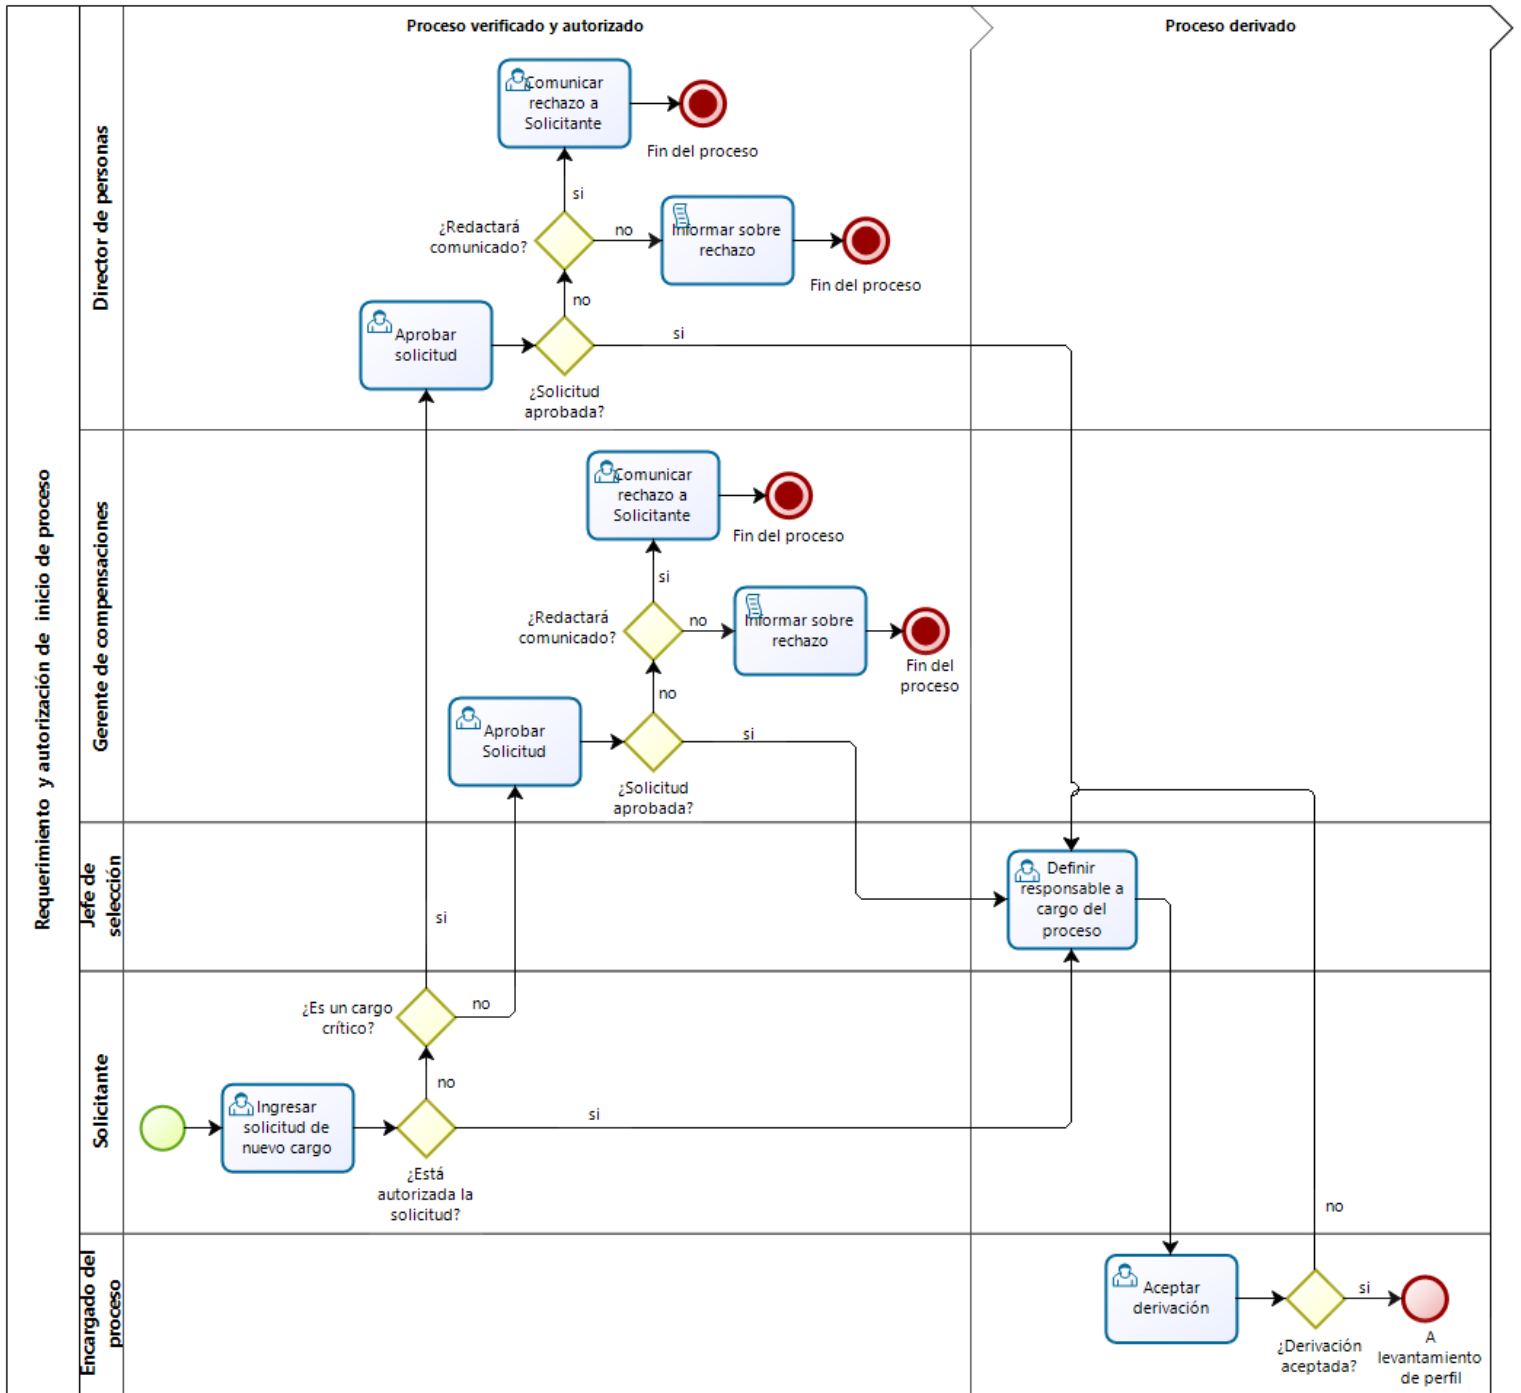 Proceso verificado y autorizado
Proceso derivado
Requerimiento y autorización de inicio de proceso
Director de personas
Comunicar
rechazo a
Solicitante
Fin del proceso
si
¿Redactará
comunicado?
no
Informar sobre
rechazo
Fin del proceso
no
Aprobar
solicitud
si
¿Solicitud
aprobada?
Gerente de compensaciones
Comunicar
rechazo a
Solicitante
Fin del proceso
si
¿Redactará
comunicado?
no
Informar sobre
rechazo
Fin del
proceso
no
Aprobar
Solicitud
si
¿Solicitud
aprobada?
Jefe de
selección
Definir
responsable a
cargo del
proceso
si
Solicitante
¿Es un cargo
crítico?
no
no
Ingresar
solicitud de
nuevo cargo
si
¿Está
autorizada la
solicitud?
no
Encargado del
proceso
Aceptar
derivación
si
¿Derivación
aceptada?
A
levantamiento
de perfil